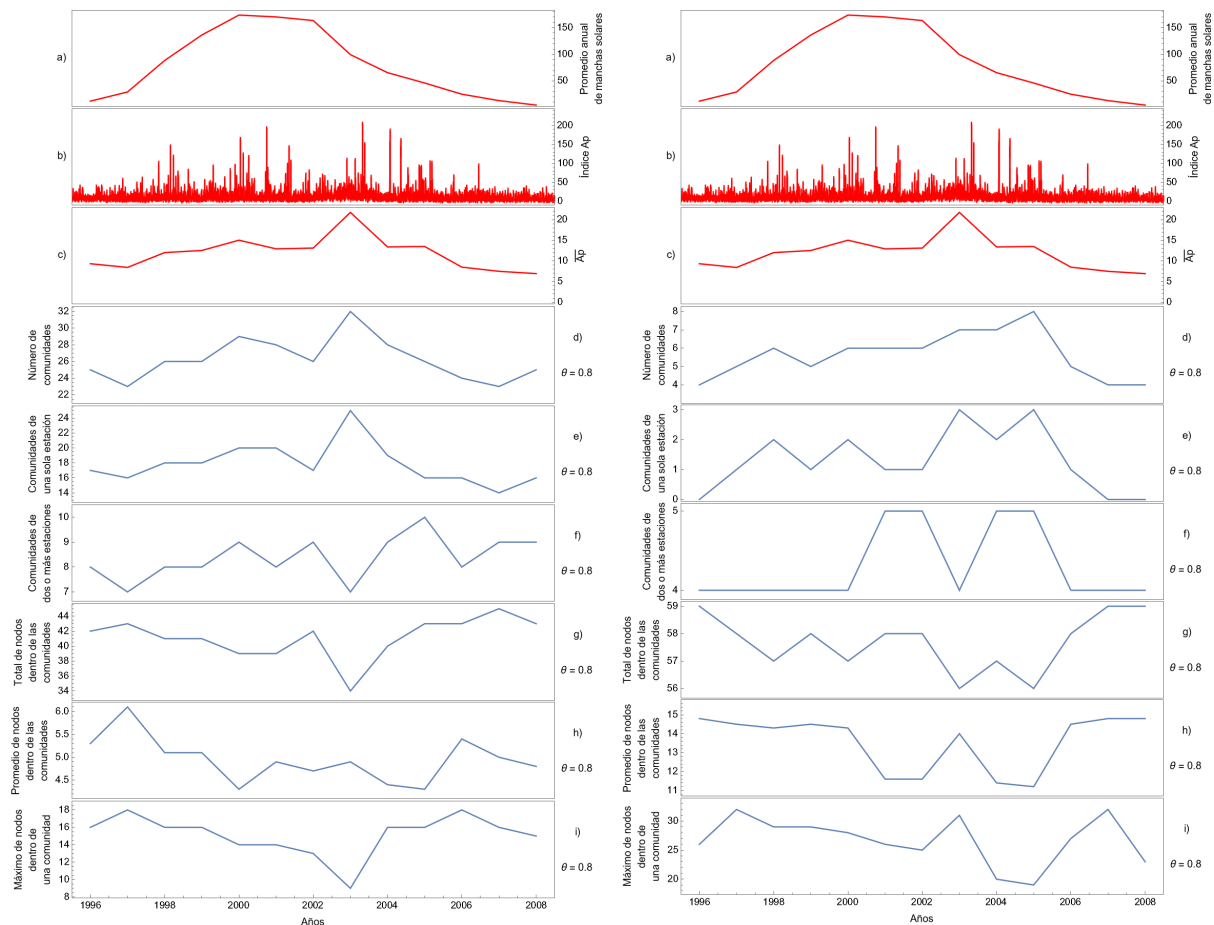 a)
150
100
50
Promedio anual
de manchas solares
b)
200
150
100
50
0
Índice Ap
c)
20
15
10
5
0
Ap
Número de
comunidades
32
30
28
26
24
22
d)
θ = 0.8
Comunidades de
una sola estación
24
22
20
18
16
14
e)
θ = 0.8
Comunidades de
dos o más estaciones
10
9
8
7
f)
θ = 0.8
Total de nodos
dentro de las
comunidades
44
42
40
38
36
34
g)
θ = 0.8
Promedio de nodos
dentro de las
comunidades
6.0
5.5
5.0
4.5
h)
θ = 0.8
Máximo de nodos
dentro de
una comunidad
18
16
14
12
10
8
i)
θ = 0.8
1996 1998 2000 2002 2004 2006 2008
Años
a)
150
100
50
Promedio anual
de manchas solares
b)
200
150
100
50
0
Índice Ap
c)
20
15
10
5
0
Ap
Número de
comunidades
8
7
6
5
4
d)
θ = 0.8
Comunidades de
una sola estación
3
2
1
0
e)
θ = 0.8
Comunidades de
dos o más estaciones
5
4
f)
θ = 0.8
Total de nodos
dentro de las
comunidades
59
58
57
56
g)
θ = 0.8
Promedio de nodos
dentro de las
comunidades
15
14
13
12
11
h)
θ = 0.8
Máximo de nodos
dentro de
una comunidad
30
25
20
i)
θ = 0.8
1996 1998 2000 2002 2004 2006 2008
Años